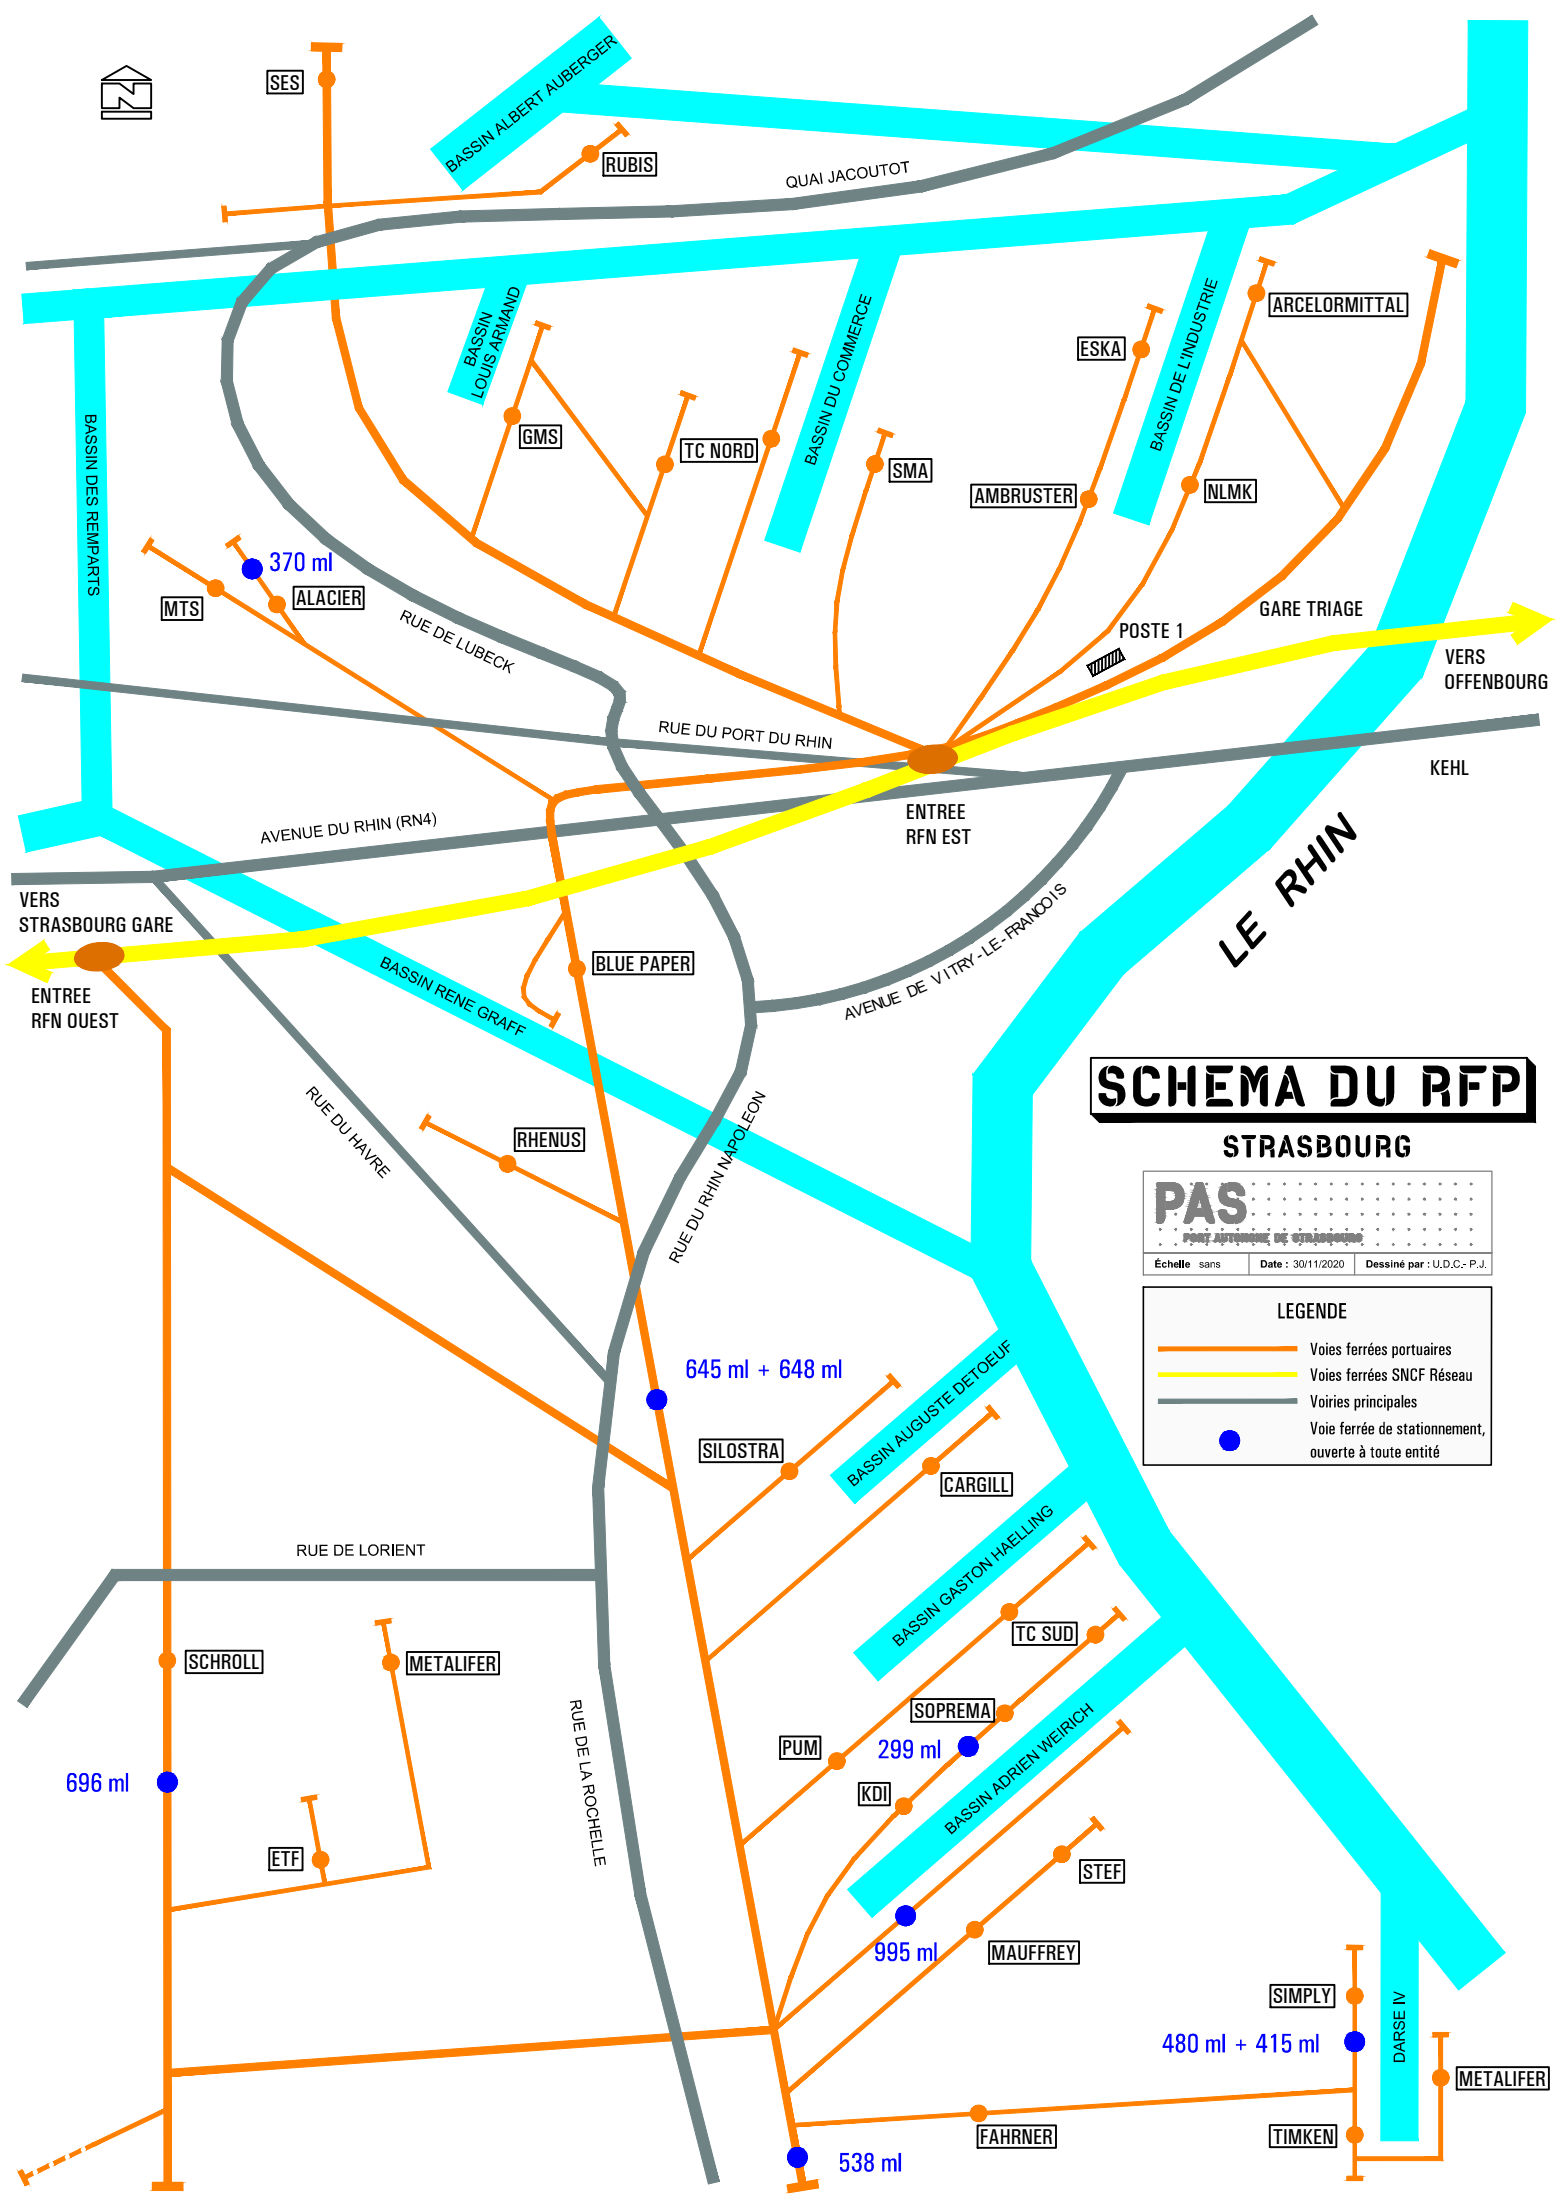 SES
BASSIN ALBERT AUBERGER
RUBIS
QUAI JACOUTOT
BASSIN
LOUIS ARMAND
BASSIN DU COMMERCE
BASSIN DE L'INDUSTRIE
ARCELORMITTAL
ESKA
GMS
TC NORD
SMA
AMBRUSTER
NLMK
BASSIN DES REMPARTS
370 ml
MTS
ALACIER
RUE DE LUBECK
GARE TRIAGE
POSTE 1
VERS
OFFENBOURG
RUE DU PORT DU RHIN
KEHL
AVENUE DU RHIN (RN4)
ENTREE
RFN EST
LE RHIN
VERS
STRASBOURG GARE
ENTREE
RFN OUEST
BASSIN RENE GRAFF
BLUE PAPER
AVENUE DE VITRY-LE-FRANCOIS
RUE DU HAVRE
RHENUS
RUE DU RHIN NAPOLEON
SCHEMA DU RFP
STRASBOURG
PAS
PORT AUTONOME DE STRASBOURG
Échelle sans
Date : 30/11/2020
Dessiné par : U.D.C.- P.J.
LEGENDE
Voies ferrées portuaires
Voies ferrées SNCF Réseau
Voiries principales
Voie ferrée de stationnement,
ouverte à toute entité
645 ml + 648 ml
SILOSTRA
BASSIN AUGUSTE DETOEUF
CARGILL
BASSIN GASTON HAELLING
RUE DE LORIENT
TC SUD
SCHROLL
METALIFER
RUE DE LA ROCHELLE
SOPREMA
PUM
299 ml
KDI
BASSIN ADRIEN WEIRICH
696 ml
ETF
STEF
995 ml
MAUFFREY
SIMPLY
480 ml + 415 ml
DARSE IV
METALIFER
FAHRNER
TIMKEN
538 ml